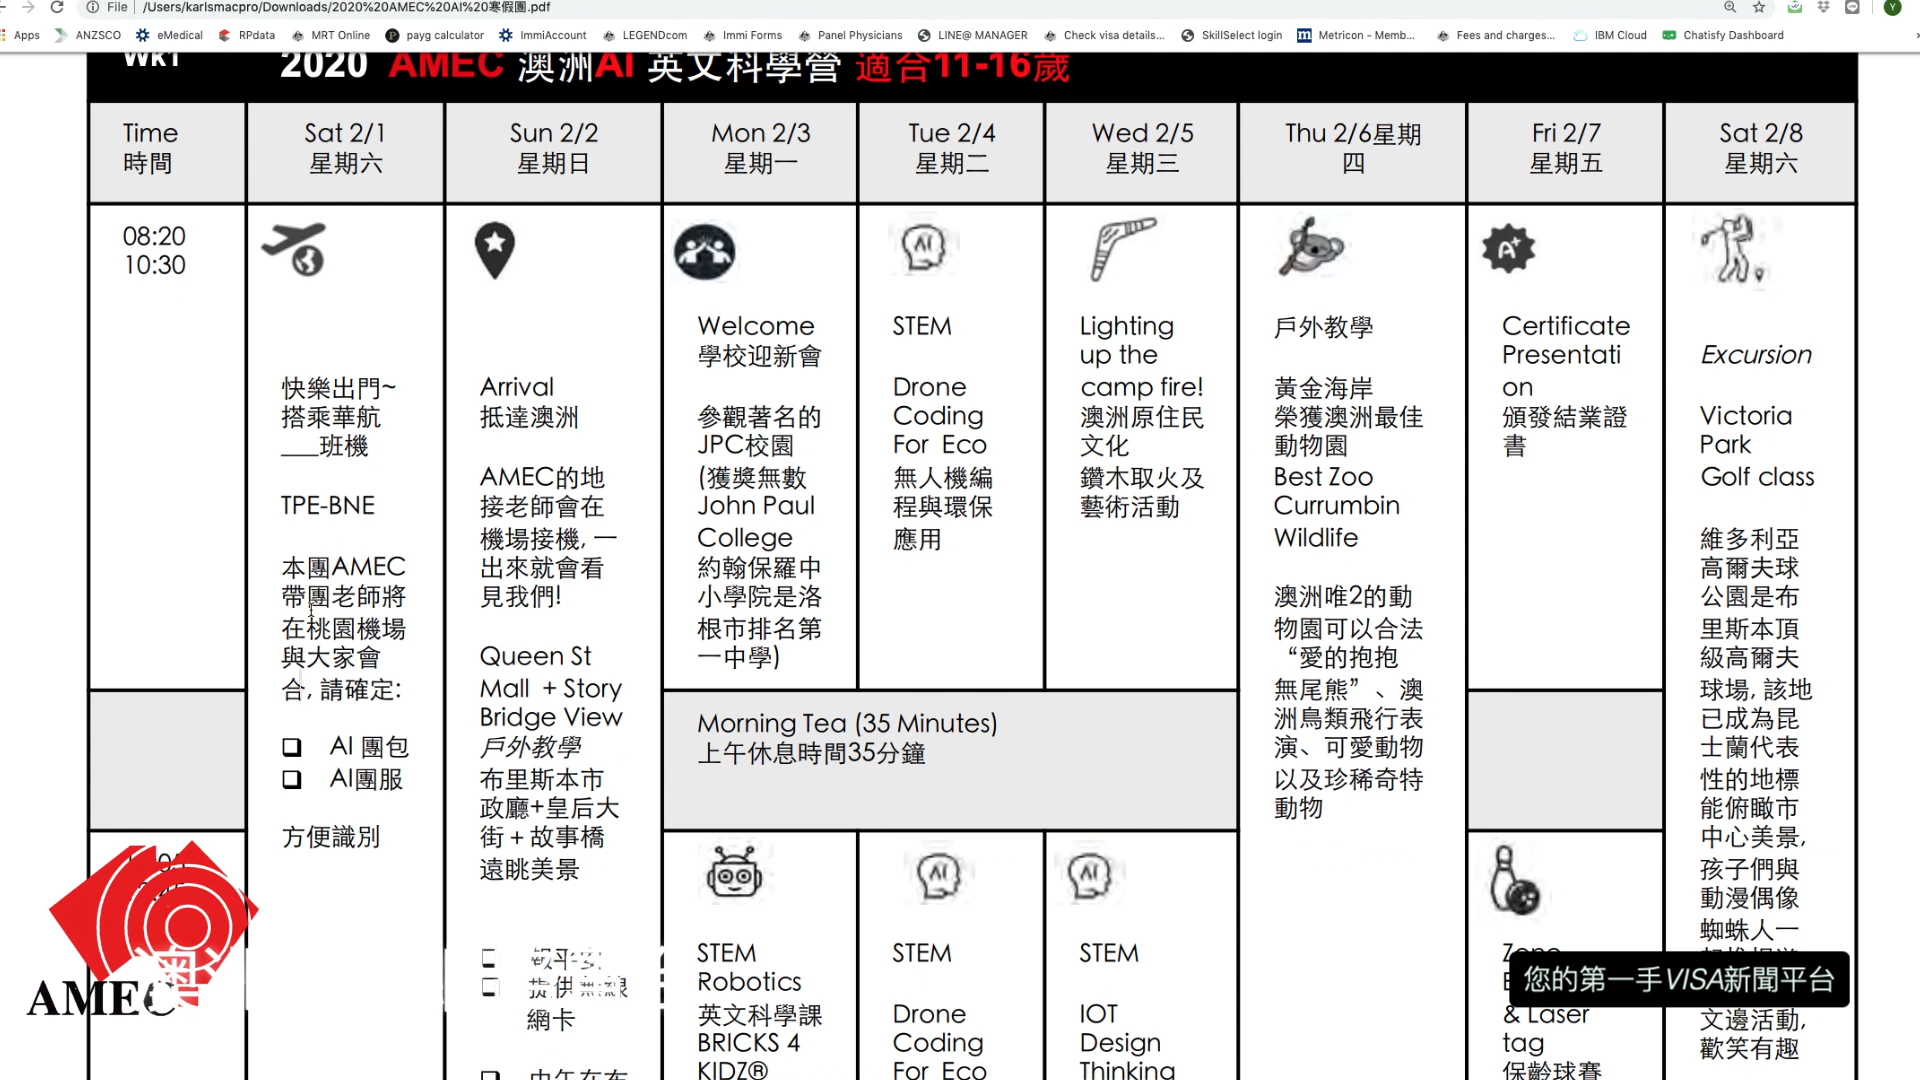 File
/Users/karlsmacpro/Downloads/2020%20AMEC%20AI%20寒假團.pdf
Y
Apps
ANZSCO
eMedical
RPdata
MRT Online
payg calculator
ImmiAccount
LEGENDcom
Immi Forms
Panel Physicians
LINE@ MANAGER
Check visa details...
SkillSelect login
Metricon - Memb...
Fees and charges...
IBM Cloud
Chatisfy Dashboard
Wk1
2020 AMEC 澳洲AI 英文科學營 適合11-16歲
Time
時間
Sat 2/1
星期六
Sun 2/2
星期日
Mon 2/3
星期一
Tue 2/4
星期二
Wed 2/5
星期三
Thu 2/6星期
四
Fri 2/7
星期五
Sat 2/8
星期六
08:20
10:30
快樂出門~
搭乘華航
___班機
TPE-BNE
本團AMEC
帶團老師將
在桃園機場
與大家會
合, 請確定:
AI 團包
AI團服
方便識別
Arrival
抵達澳洲
AMEC的地
接老師會在
機場接機, 一
出來就會看
見我們!
Queen St
Mall + Story
Bridge View
戶外教學
布里斯本市
政廳+皇后大
街 + 故事橋
遠眺美景
報平安
提供無線
網卡
Welcome
學校迎新會
參觀著名的
JPC校園
(獲獎無數
John Paul
College
約翰保羅中
小學院是洛
根市排名第
一中學)
AI
STEM
Drone
Coding
For Eco
無人機編
程與環保
應用
Lighting
up the
camp fire!
澳洲原住民
文化
鑽木取火及
藝術活動
戶外教學
黃金海岸
榮獲澳洲最佳
動物園
Best Zoo
Currumbin
Wildlife
澳洲唯2的動
物園可以合法
“愛的抱抱
無尾熊”、澳
洲鳥類飛行表
演、可愛動物
以及珍稀奇特
動物
A+
Certificate
Presentati
on
頒發結業證
書
Excursion
Victoria
Park
Golf class
維多利亞
高爾夫球
公園是布
里斯本頂
級高爾夫
球場, 該地
已成為昆
士蘭代表
性的地標
能俯瞰市
中心美景,
孩子們與
動漫偶像
蜘蛛人一
文邊活動,
歡笑有趣
Morning Tea (35 Minutes)
上午休息時間35分鐘
STEM
Robotics
英文科學課
BRICKS 4
KIDZ®
AI
STEM
Drone
Coding
For Eco
AI
STEM
IOT
Design
Thinking
Zone
& Laser
tag
保齡球賽
AMEC
您的第一手VISA新聞平台